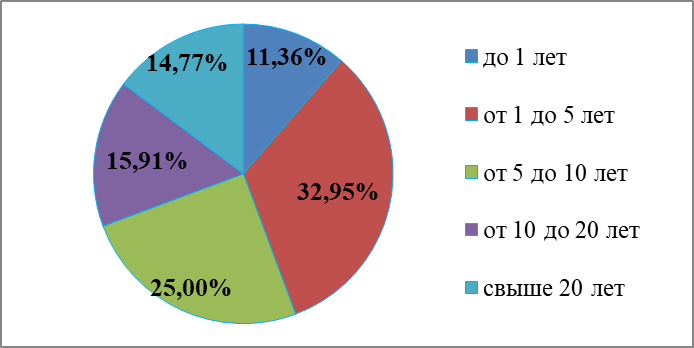 14,77%
11,36%
15,91%
32,95%
25,00%
до 1 лет
от 1 до 5 лет
от 5 до 10 лет
от 10 до 20 лет
свыше 20 лет